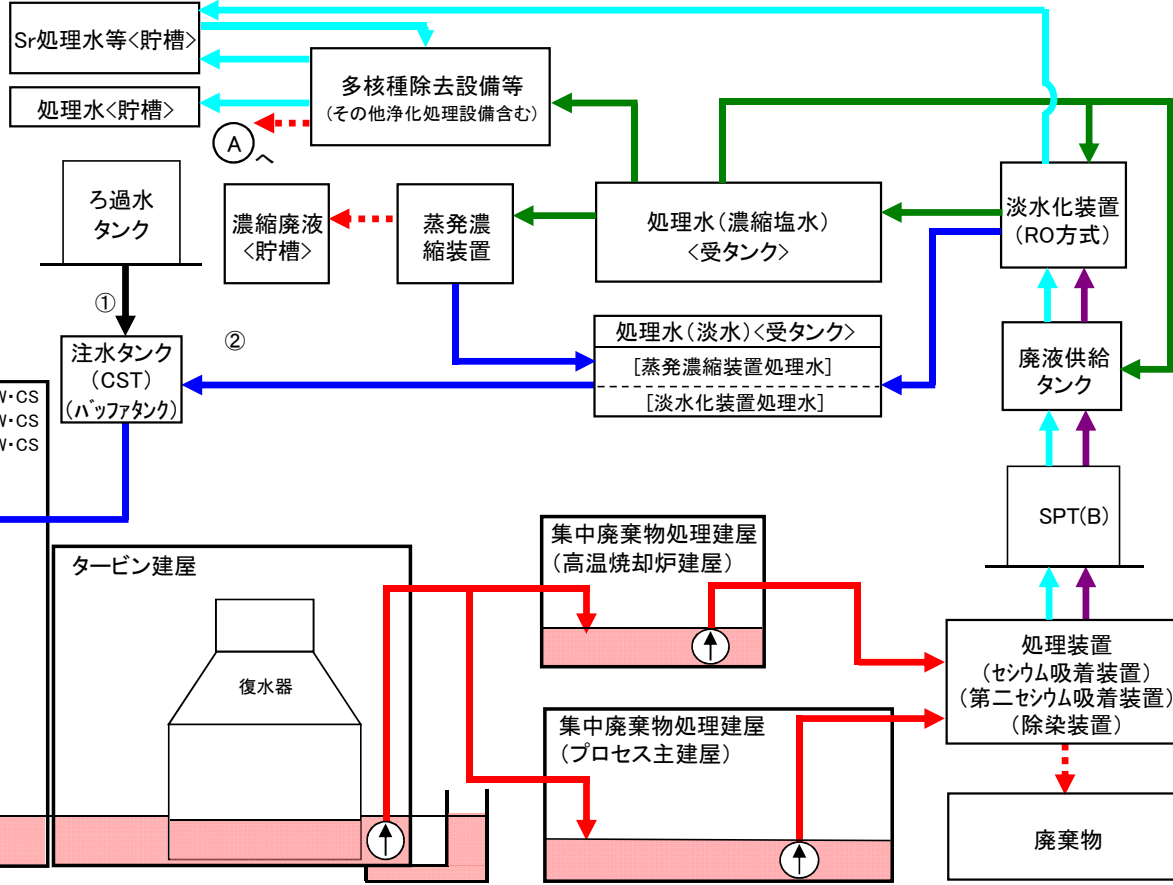 Sr処理水等<貯槽>
処理水<貯槽>
多核種除去設備等
(その他浄化処理設備含む)
A
へ
ろ過水
タンク
濃縮廃液
<貯槽>
蒸発濃
縮装置
処理水(濃縮塩水)
<受タンク>
淡水化装置
(RO方式)
①
②
注水タンク
(CST)
(バッファタンク)
処理水(淡水)<受タンク>
[蒸発濃縮装置処理水]
[淡水化装置処理水]
廃液供給
タンク
W・CS
W・CS
W・CS
SPT(B)
タービン建屋
復水器
集中廃棄物処理建屋
(高温焼却炉建屋)
集中廃棄物処理建屋
(プロセス主建屋)
処理装置
(セシウム吸着装置)
(第二セシウム吸着装置)
(除染装置)
廃棄物